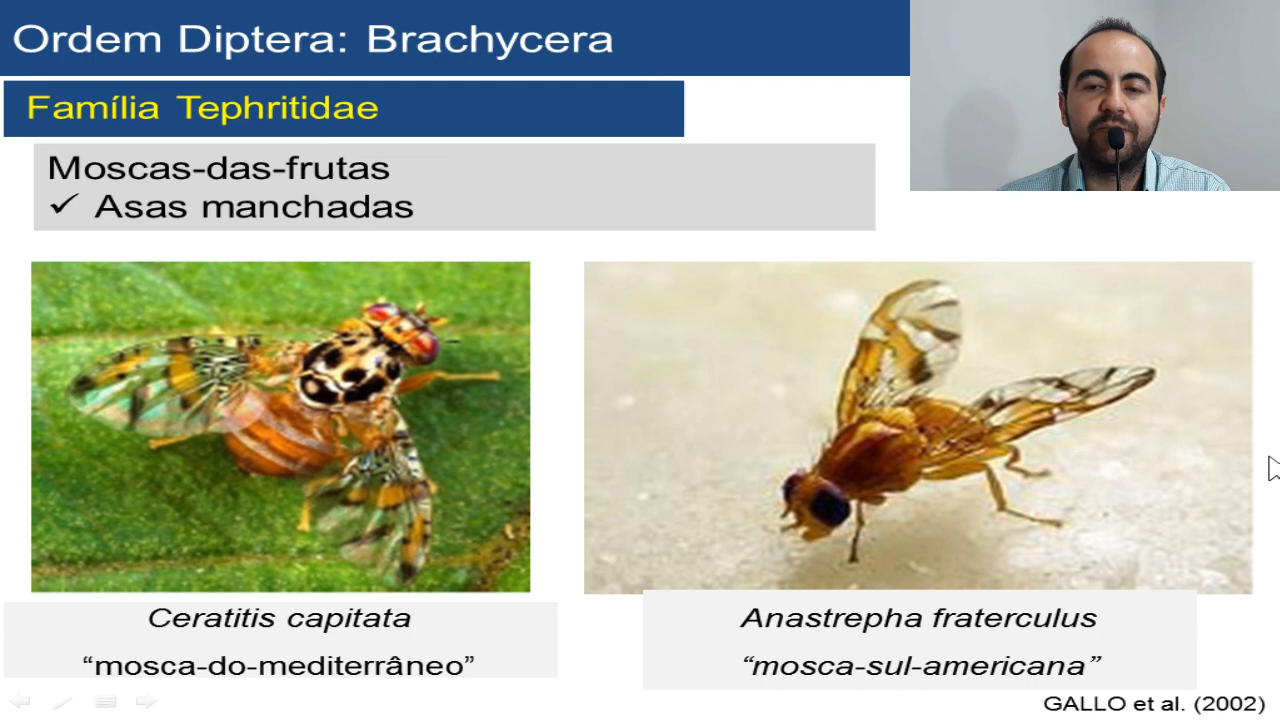 Ordem Diptera: Brachycera
Família Tephritidae
Moscas-das-frutas
✓ Asas manchadas
Ceratitis capitata
“mosca-do-mediterrâneo”
Anastrepha fraterculus
“mosca-sul-americana”
GALLO et al. (2002)